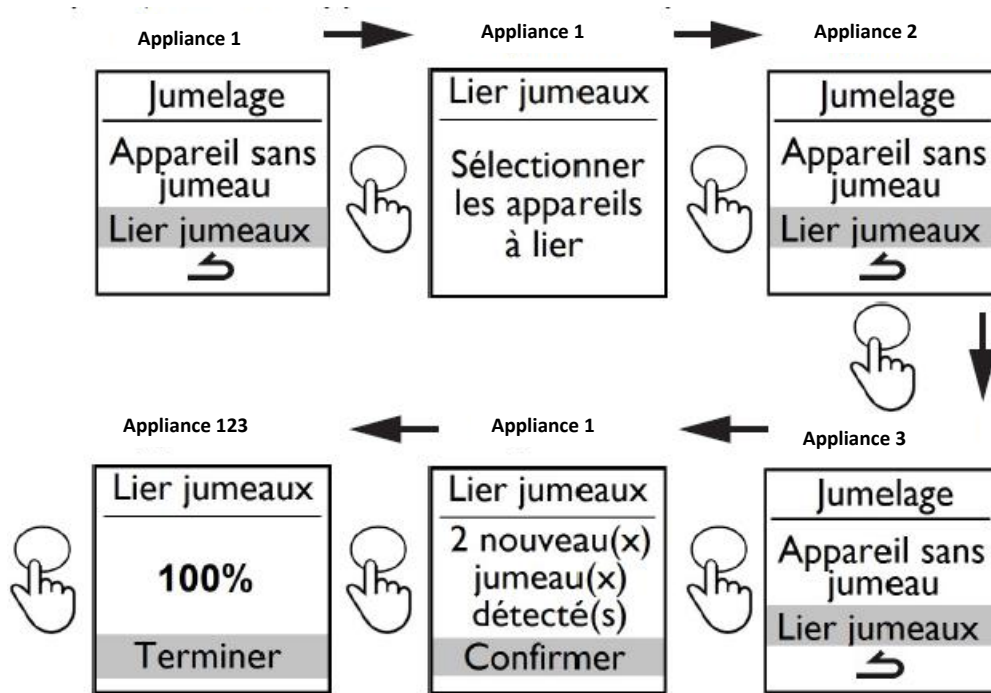 Appliance 1
Jumelage
Appareil sans
jumeau
Lier jumeaux
Appliance 1
Lier jumeaux
Sélectionner
les appareils
à lier
Appliance 2
Jumelage
Appareil sans
jumeau
Lier jumeaux
Appliance 3
Jumelage
Appareil sans
jumeau
Lier jumeaux
Appliance 1
Lier jumeaux
2 nouveau(x)
jumeau(x)
détecté(s)
Confirmer
Appliance 123
Lier jumeaux
100%
Terminer